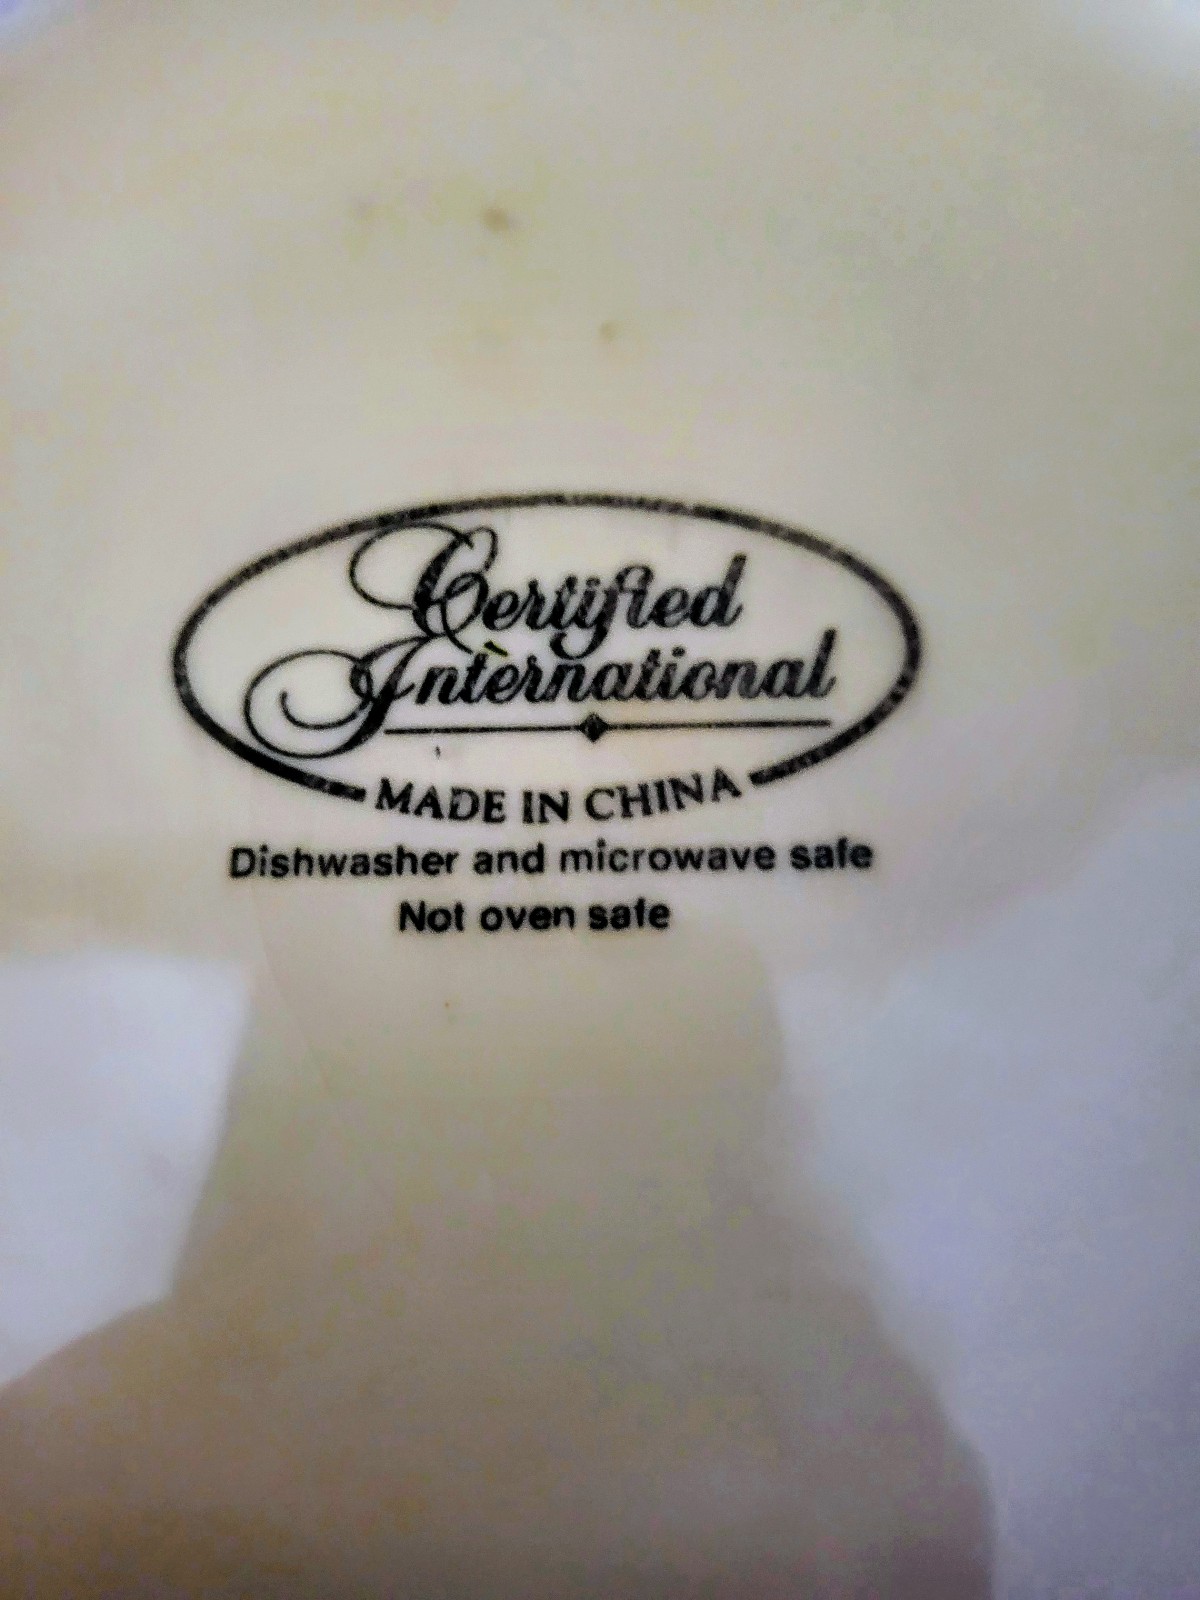 Certified
International
MADE IN CHINA
Dishwasher and microwave safe
Not oven safe